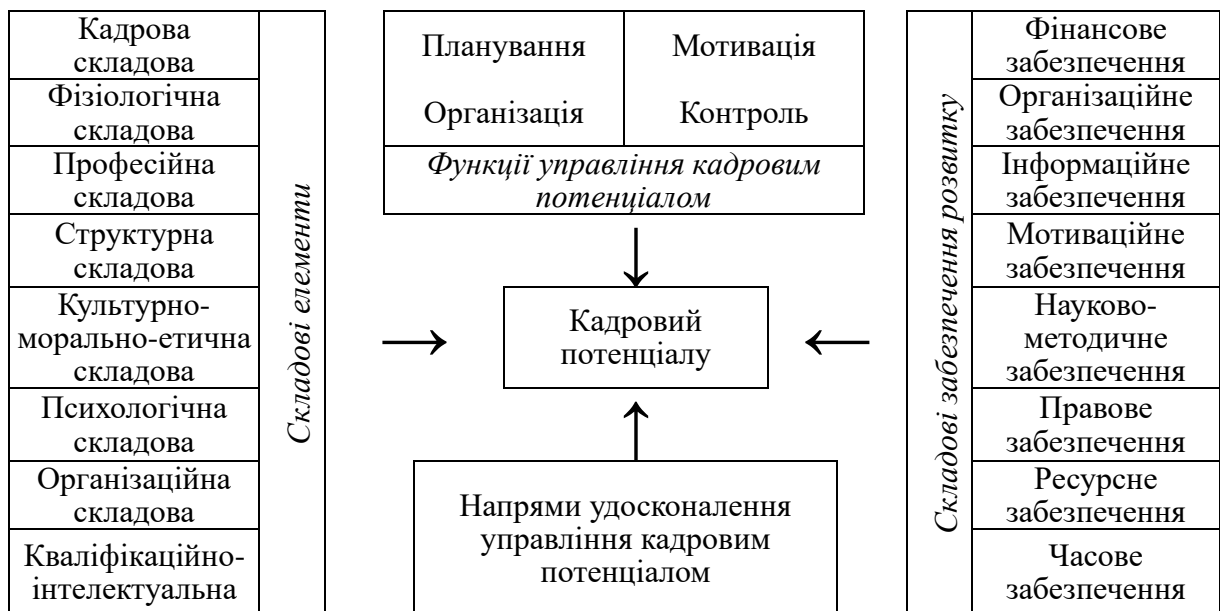 Кадрова
складова
Фізіологічна
складова
Професійна
складова
Структурна
складова
Культурно-
морально-етична
складова
Психологічна
складова
Організаційна
складова
Кваліфікаційно-
інтелектуальна
Складові елементи
Планування
Мотивація
Організація
Контроль
Функції управління кадровим
потенціалом
Кадровий
потенціалу
Напрями удосконалення
управління кадровим
потенціалом
Складові забезпечення розвитку
Фінансове
забезпечення
Організаційне
забезпечення
Інформаційне
забезпечення
Мотиваційне
забезпечення
Науково-
методичне
забезпечення
Правове
забезпечення
Ресурсне
забезпечення
Часове
забезпечення